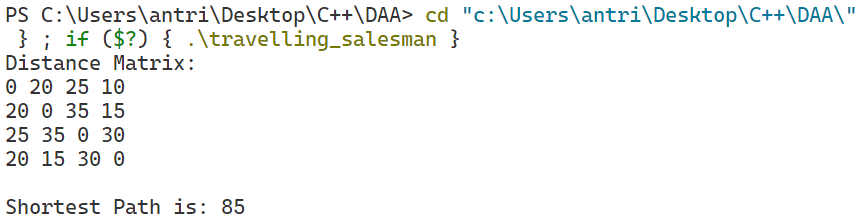 PS C:\Users\antri\Desktop\C++\DAA> cd "c:\Users\antri\Desktop\C++\DAA\"
 } ; if ($?) { .\travelling_salesman }
Distance Matrix:
0 20 25 10
20 0 35 15
25 35 0 30
20 15 30 0

Shortest Path is: 85